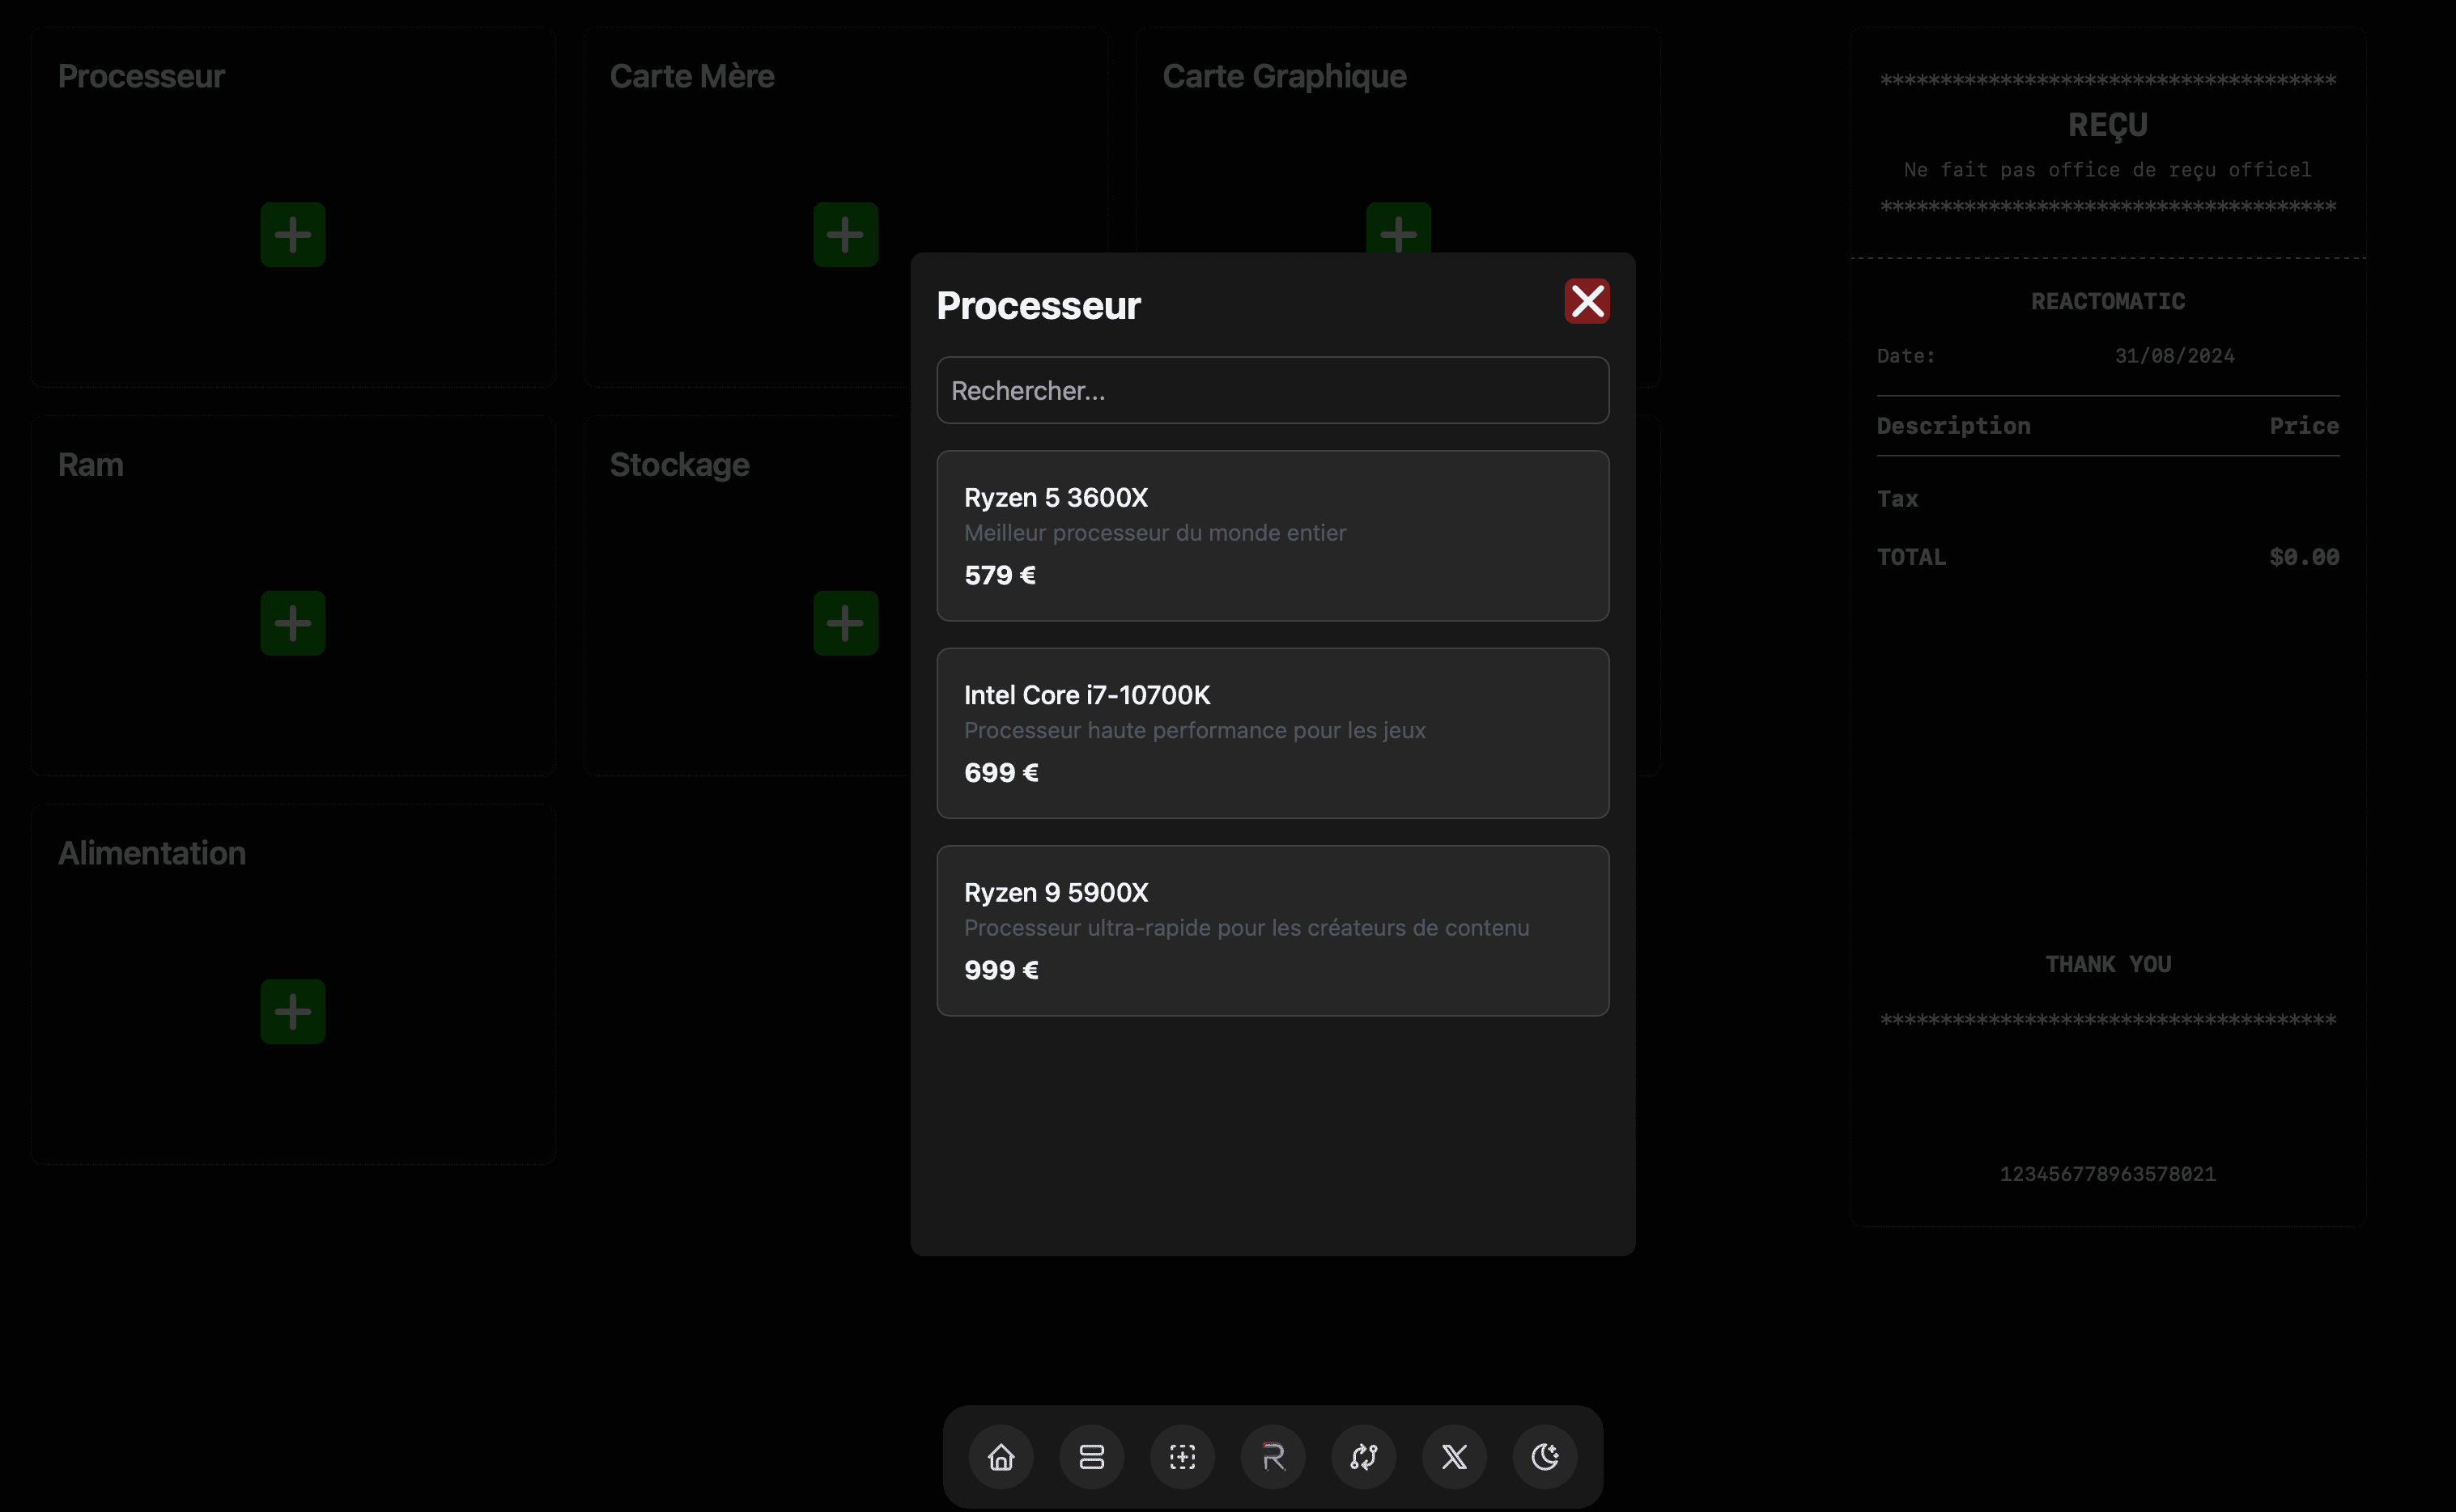 Processeur
Carte Mère
Carte Graphique
Ram
Stockage
Alimentation
Processeur
Rechercher...
Ryzen 5 3600X
Meilleur processeur du monde entier
579 €
Intel Core i7-10700K
Processeur haute performance pour les jeux
699 €
Ryzen 9 5900X
Processeur ultra-rapide pour les créateurs de contenu
999 €
**************************************
REÇU
Ne fait pas office de reçu officel
**************************************
REACTOMATIC
Date: 31/08/2024
Description Price
Tax
TOTAL $0.00
THANK YOU
**************************************
123456778963578021